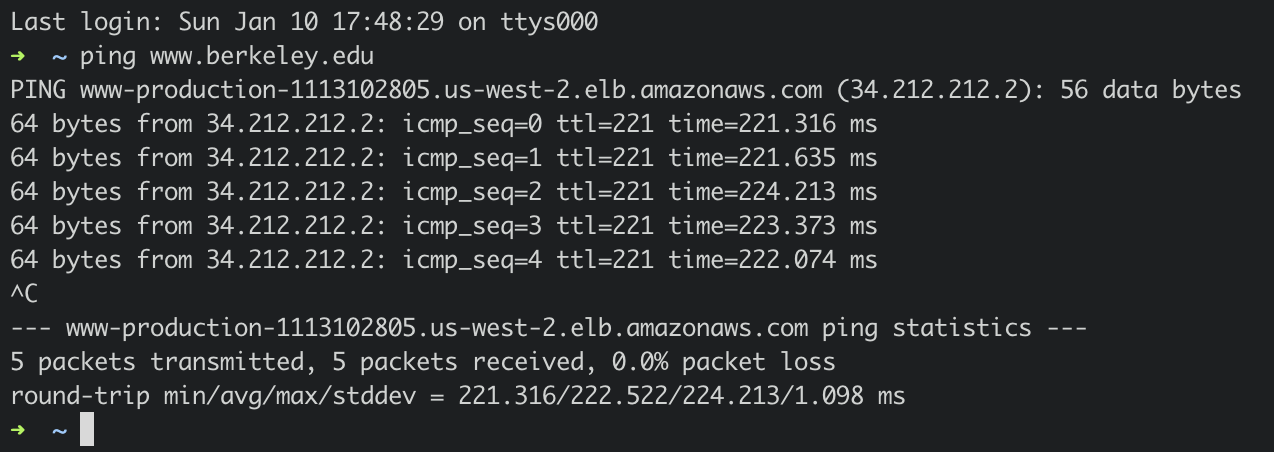 Last login: Sun Jan 10 17:48:29 on ttys000
➜  ~ ping www.berkeley.edu
PING www-production-1113102805.us-west-2.elb.amazonaws.com (34.212.212.2): 56 data bytes
64 bytes from 34.212.212.2: icmp_seq=0 ttl=221 time=221.316 ms
64 bytes from 34.212.212.2: icmp_seq=1 ttl=221 time=221.635 ms
64 bytes from 34.212.212.2: icmp_seq=2 ttl=221 time=224.213 ms
64 bytes from 34.212.212.2: icmp_seq=3 ttl=221 time=223.373 ms
64 bytes from 34.212.212.2: icmp_seq=4 ttl=221 time=222.074 ms
^C
--- www-production-1113102805.us-west-2.elb.amazonaws.com ping statistics ---
5 packets transmitted, 5 packets received, 0.0% packet loss
round-trip min/avg/max/stddev = 221.316/222.522/224.213/1.098 ms
➜  ~